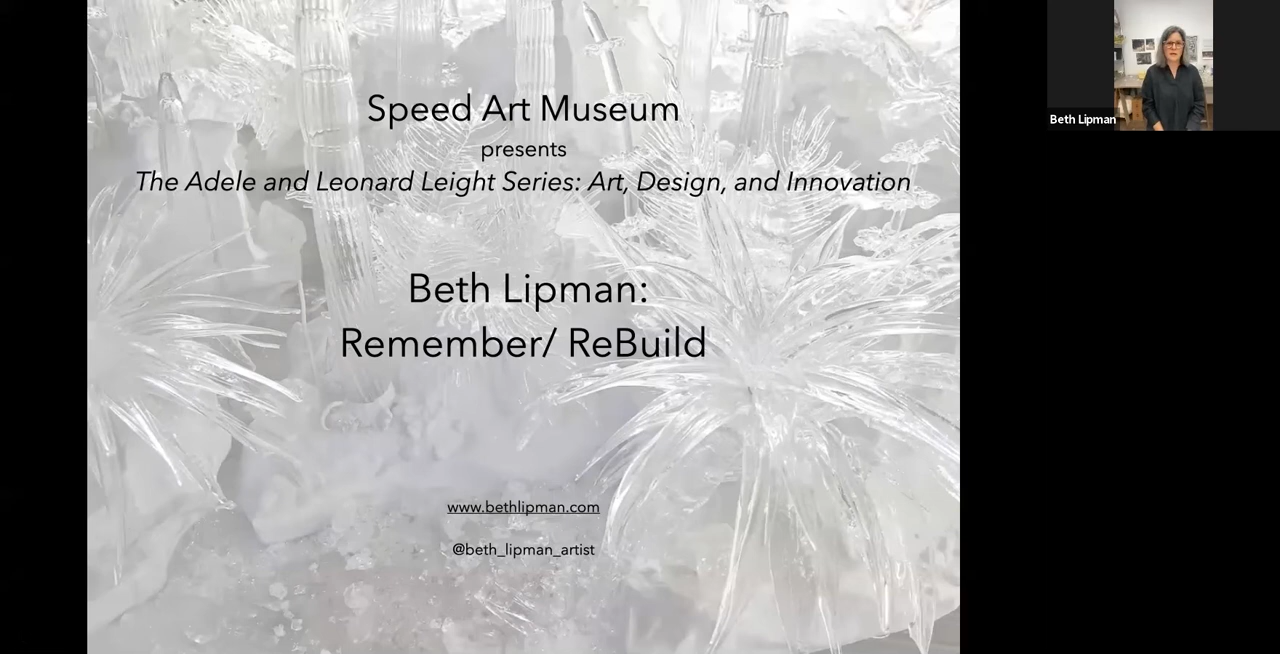 Speed Art Museum
presents
The Adele and Leonard Leight Series: Art, Design, and Innovation
Beth Lipman:
Remember/ ReBuild
www.bethlipman.com
@beth_lipman_artist
Beth Lipman